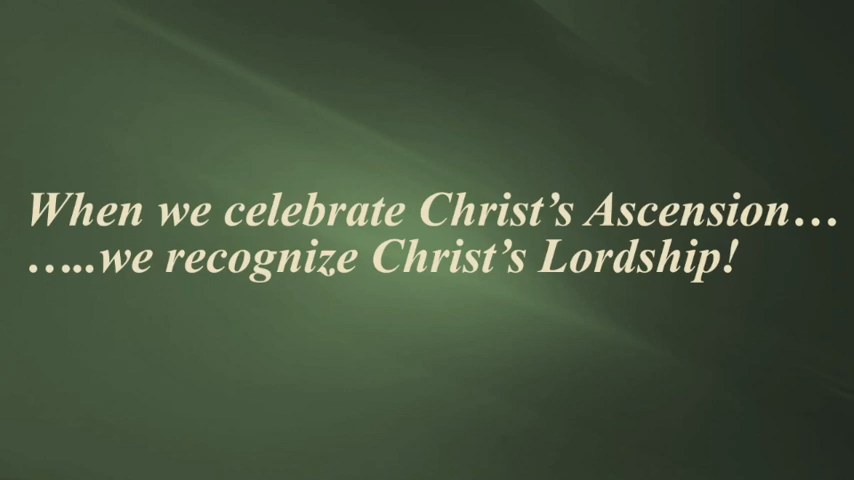 When we celebrate Christ’s Ascension…
…..we recognize Christ’s Lordship!